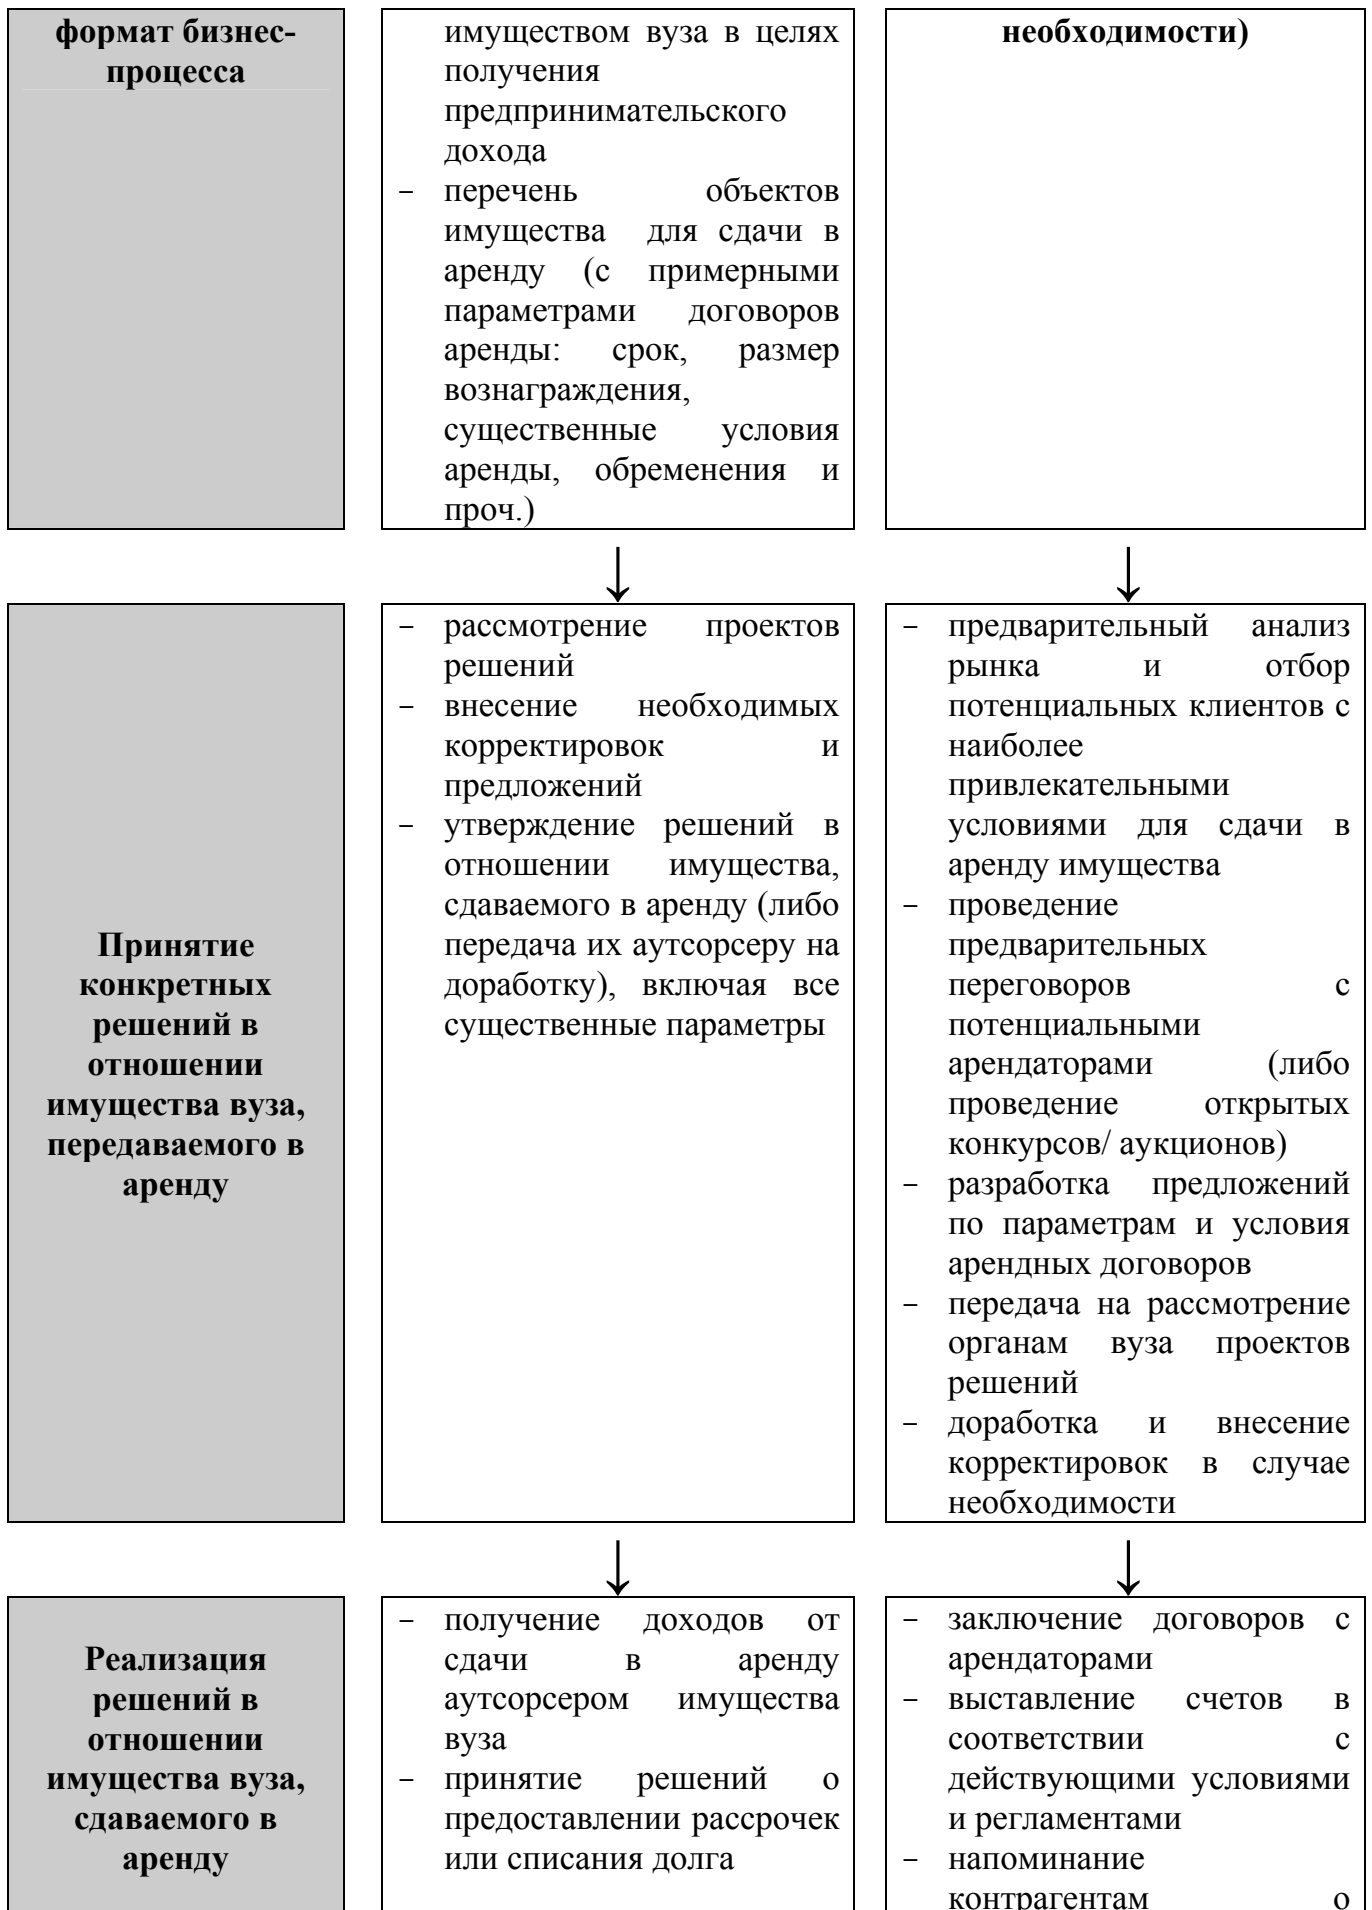 формат бизнес-
процесса
имуществом вуза в целях
получения
предпринимательского
дохода
- перечень объектов
имущества для сдачи в
аренду (с примерными
параметрами договоров
аренды: срок, размер
вознаграждения,
существенные условия
аренды, обременения и
проч.)
необходимости)
↓
↓
Принятие
конкретных
решений в
отношении
имущества вуза,
передаваемого в
аренду
- рассмотрение проектов
решений
- внесение необходимых
корректировок и
предложений
- утверждение решений в
отношении имущества,
сдаваемого в аренду (либо
передача их аутсорсеру на
доработку), включая все
существенные параметры
- предварительный анализ
рынка и отбор
потенциальных клиентов с
наиболее
привлекательными
условиями для сдачи в
аренду имущества
- проведение
предварительных
переговоров с
потенциальными
арендаторами (либо
проведение открытых
конкурсов/ аукционов)
- разработка предложений
по параметрам и условия
арендных договоров
- передача на рассмотрение
органам вуза проектов
решений
- доработка и внесение
корректировок в случае
необходимости
↓
↓
Реализация
решений в
отношении
имущества вуза,
сдаваемого в
аренду
- получение доходов от
сдачи в аренду
аутсорсером имущества
вуза
- принятие решений о
предоставлении рассрочек
или списания долга
- заключение договоров с
арендаторами
- выставление счетов в
соответствии с
действующими условиями
и регламентами
- напоминание
контрагентам о